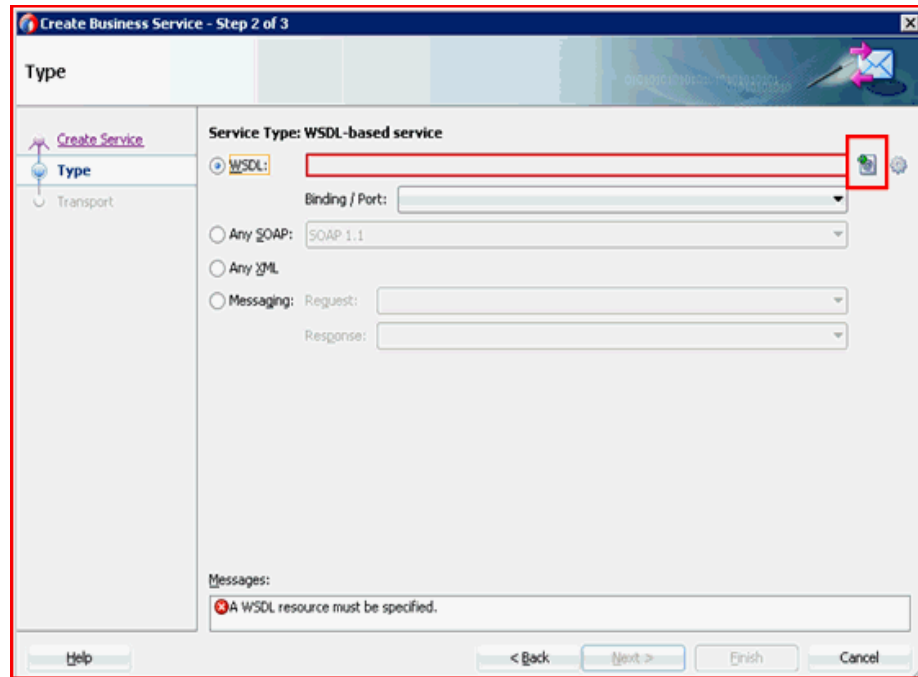 Create Business Service - Step 2 of 3
Type
Create Service
Type
Transport
Service Type: WSDL-based service
WSDL:
Binding / Port:
Any SOAP: SOAP 1.1
Any XML
Messaging: Request:
Response:
Messages:
A WSDL resource must be specified.
Help < Back Next > Finish Cancel